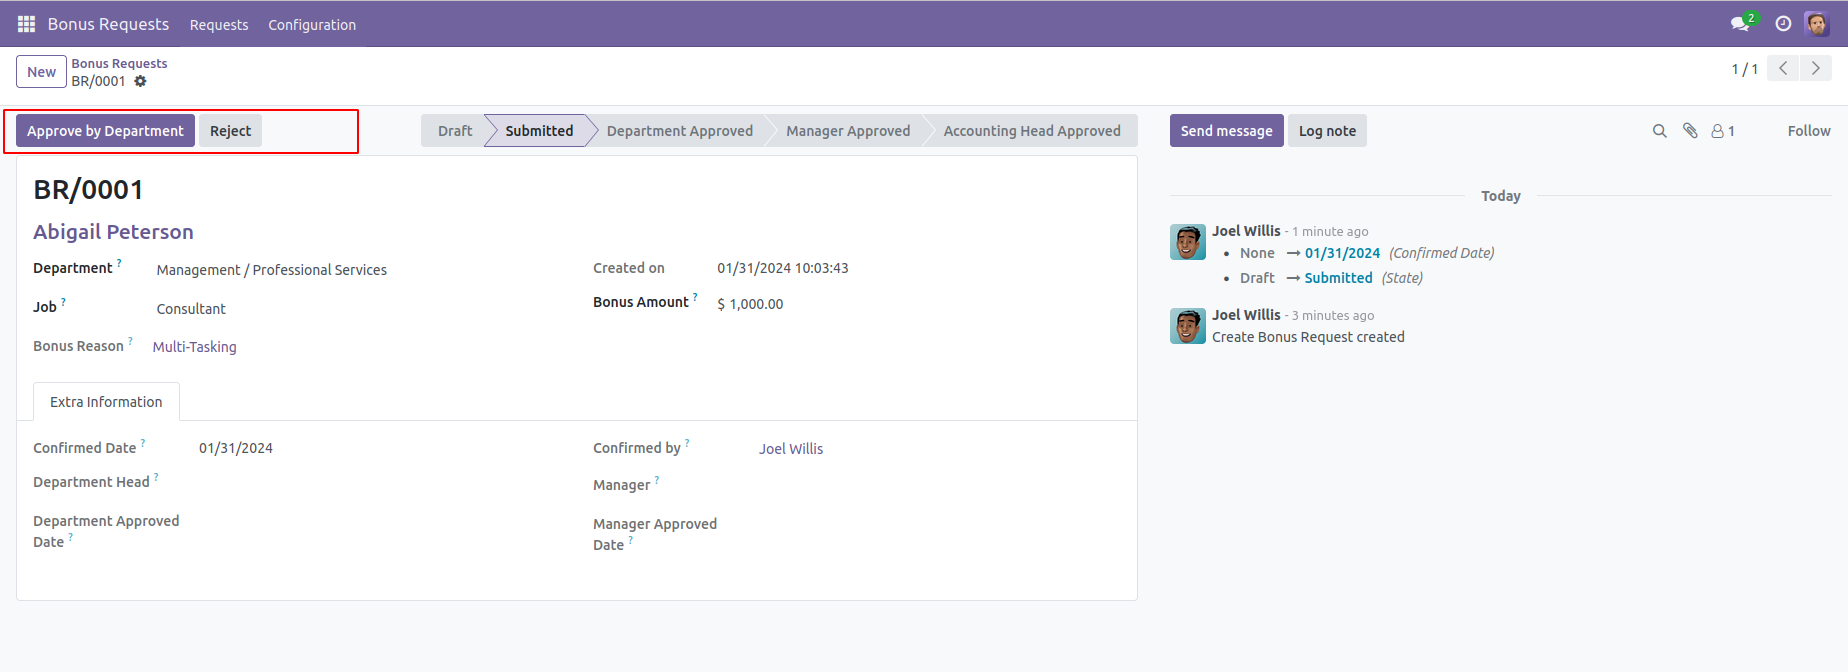 Bonus Requests Requests Configuration 2
New Bonus Requests
BR/0001
1 / 1
Approve by Department Reject
Draft Submitted Department Approved Manager Approved Accounting Head Approved
Send message Log note 1 Follow
BR/0001
Abigail Peterson
Department ? Management / Professional Services
Job ? Consultant
Bonus Reason ? Multi-Tasking
Created on 01/31/2024 10:03:43
Bonus Amount ? $ 1,000.00
Extra Information
Confirmed Date ? 01/31/2024
Department Head ?
Department Approved
Date ?
Confirmed by ? Joel Willis
Manager ?
Manager Approved
Date ?
Today
Joel Willis - 1 minute ago
• None → 01/31/2024 (Confirmed Date)
• Draft → Submitted (State)
Joel Willis - 3 minutes ago
Create Bonus Request created